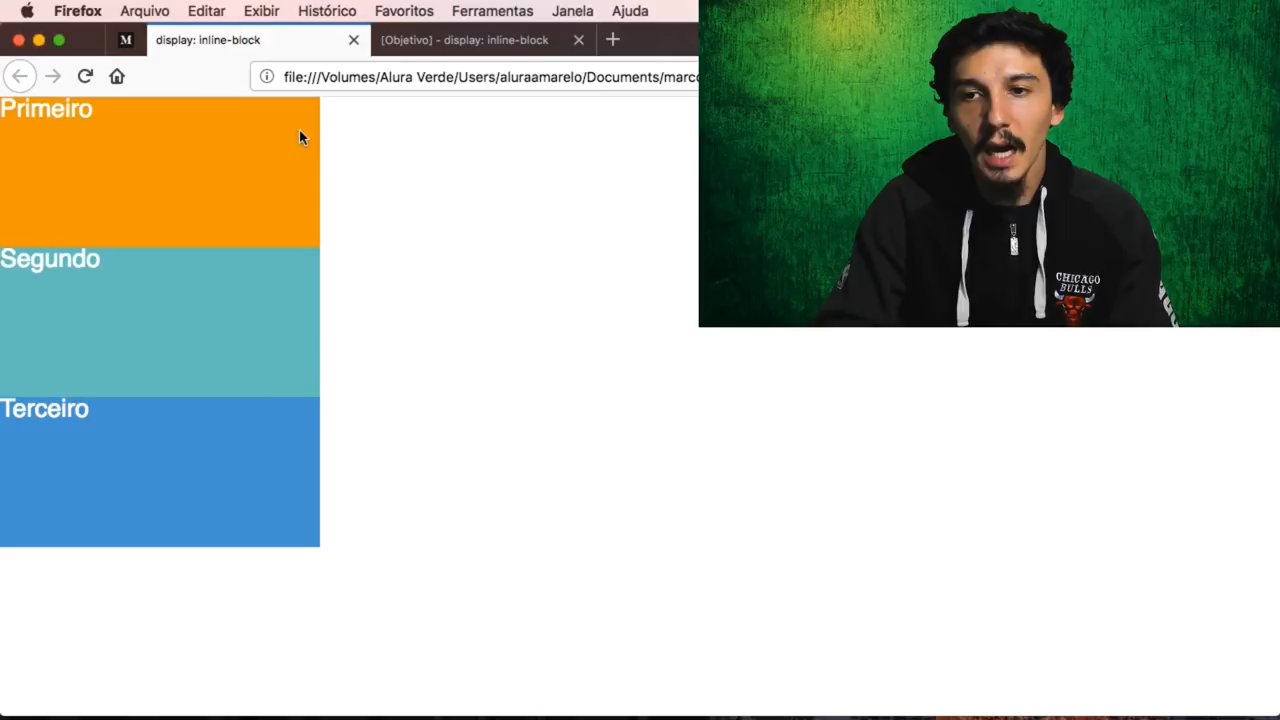 Firefox Arquivo Editar Exibir Histórico Favoritos Ferramentas Janela Ajuda
M display: inline-block [Objetivo] - display: inline-block
file:///Volumes/Alura Verde/Users/aluraamarelo/Documents/marco
Primeiro
Segundo
Terceiro
CHICAGO
BULLS